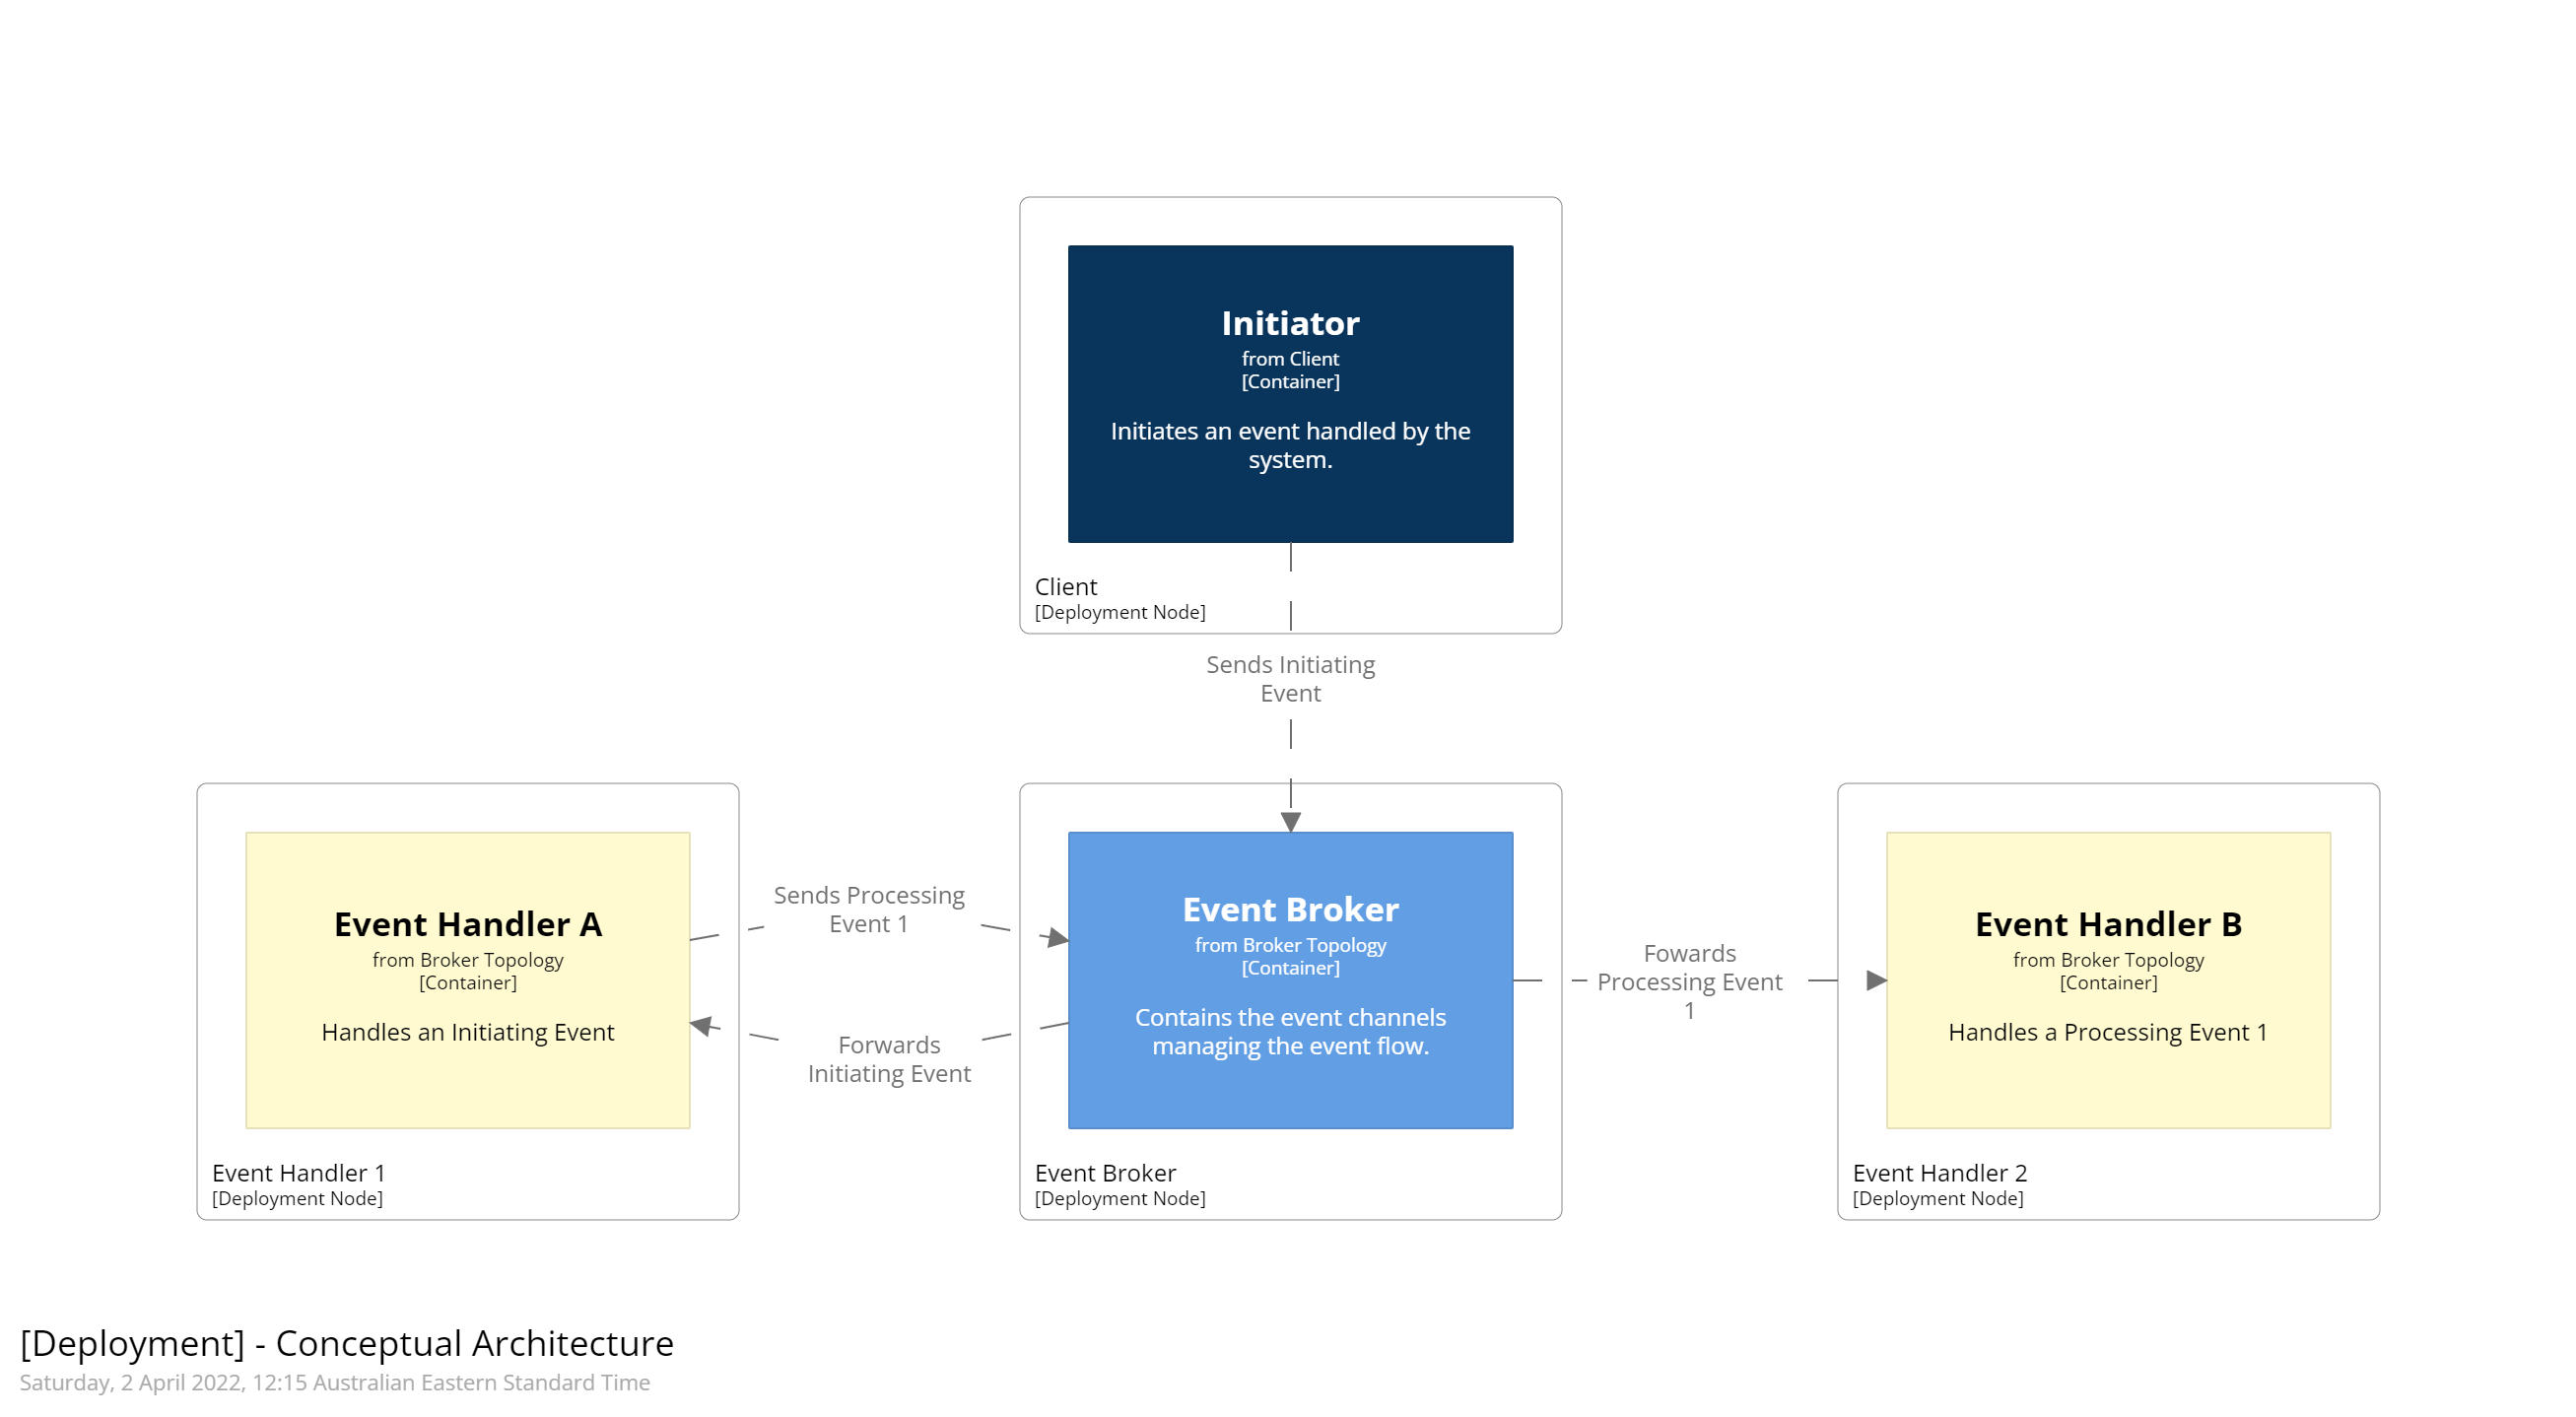 Initiator
from Client
[Container]
Initiates an event handled by the
system.
Client
[Deployment Node]
Sends Initiating
Event
Event Handler A
from Broker Topology
[Container]
Handles an Initiating Event
Event Handler 1
[Deployment Node]
Sends Processing
Event 1
Forwards
Initiating Event
Event Broker
from Broker Topology
[Container]
Contains the event channels
managing the event flow.
Event Broker
[Deployment Node]
Fowards
Processing Event
1
Event Handler B
from Broker Topology
[Container]
Handles a Processing Event 1
Event Handler 2
[Deployment Node]
[Deployment] - Conceptual Architecture
Saturday, 2 April 2022, 12:15 Australian Eastern Standard Time